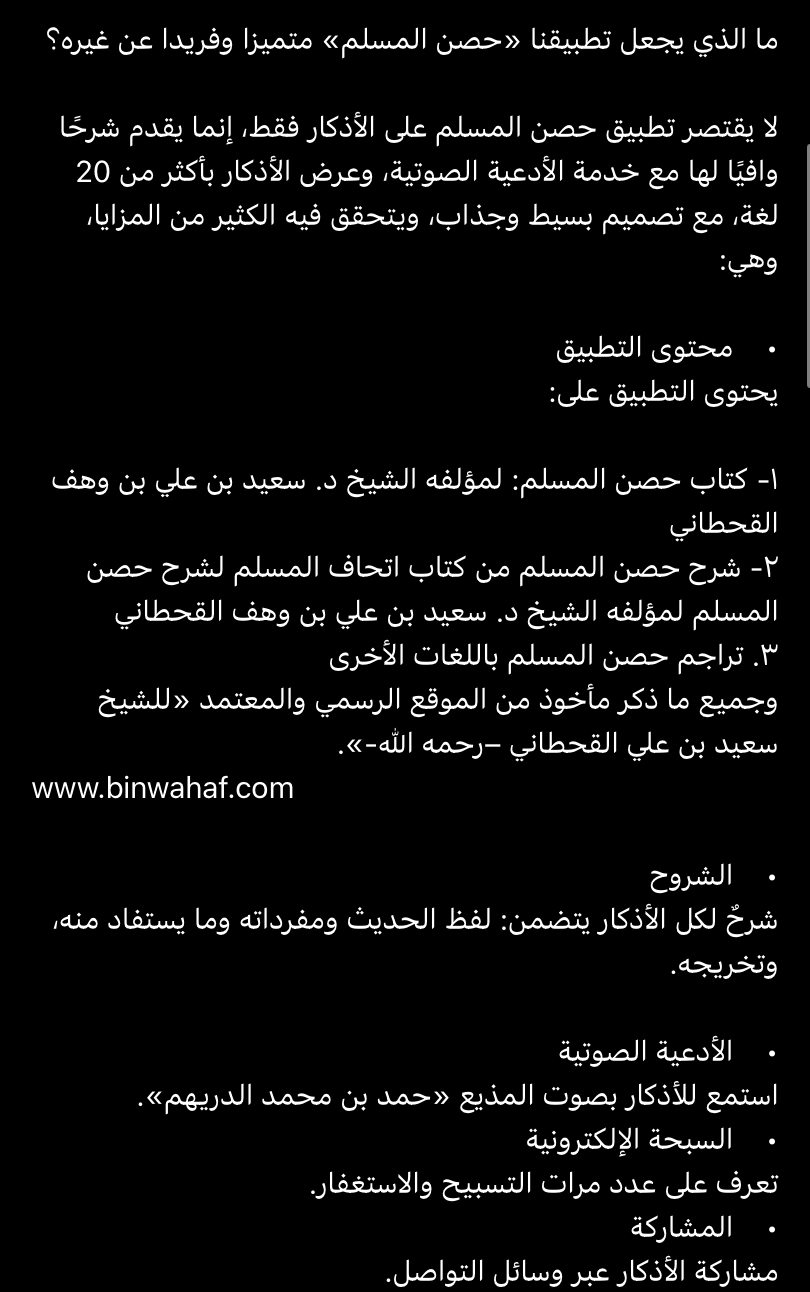 ما الذي يجعل تطبيقنا «حصن المسلم» متميزا وفريدا عن غيره؟
لا يقتصر تطبيق حصن المسلم على الأذكار فقط، إنما يقدم شرحًا
وافيًا لها مع خدمة الأدعية الصوتية، وعرض الأذكار بأكثر من 20
لغة، مع تصميم بسيط وجذاب، ويتحقق فيه الكثير من المزايا،
وهي:
• محتوى التطبيق
يحتوى التطبيق على:
١- كتاب حصن المسلم: لمؤلفه الشيخ د. سعيد بن علي بن وهف
القحطاني
٢- شرح حصن المسلم من كتاب اتحاف المسلم لشرح حصن
المسلم لمؤلفه الشيخ د. سعيد بن علي بن وهف القحطاني
٣. تراجم حصن المسلم باللغات الأخرى
وجميع ما ذكر مأخوذ من الموقع الرسمي والمعتمد «للشيخ
سعيد بن علي القحطاني –رحمه الله-».
www.binwahaf.com
• الشروح
شرحٌ لكل الأذكار يتضمن: لفظ الحديث ومفرداته وما يستفاد منه،
وتخريجه.
• الأدعية الصوتية
استمع للأذكار بصوت المذيع «حمد بن محمد الدريهم».
• السبحة الإلكترونية
تعرف على عدد مرات التسبيح والاستغفار.
• المشاركة
مشاركة الأذكار عبر وسائل التواصل.